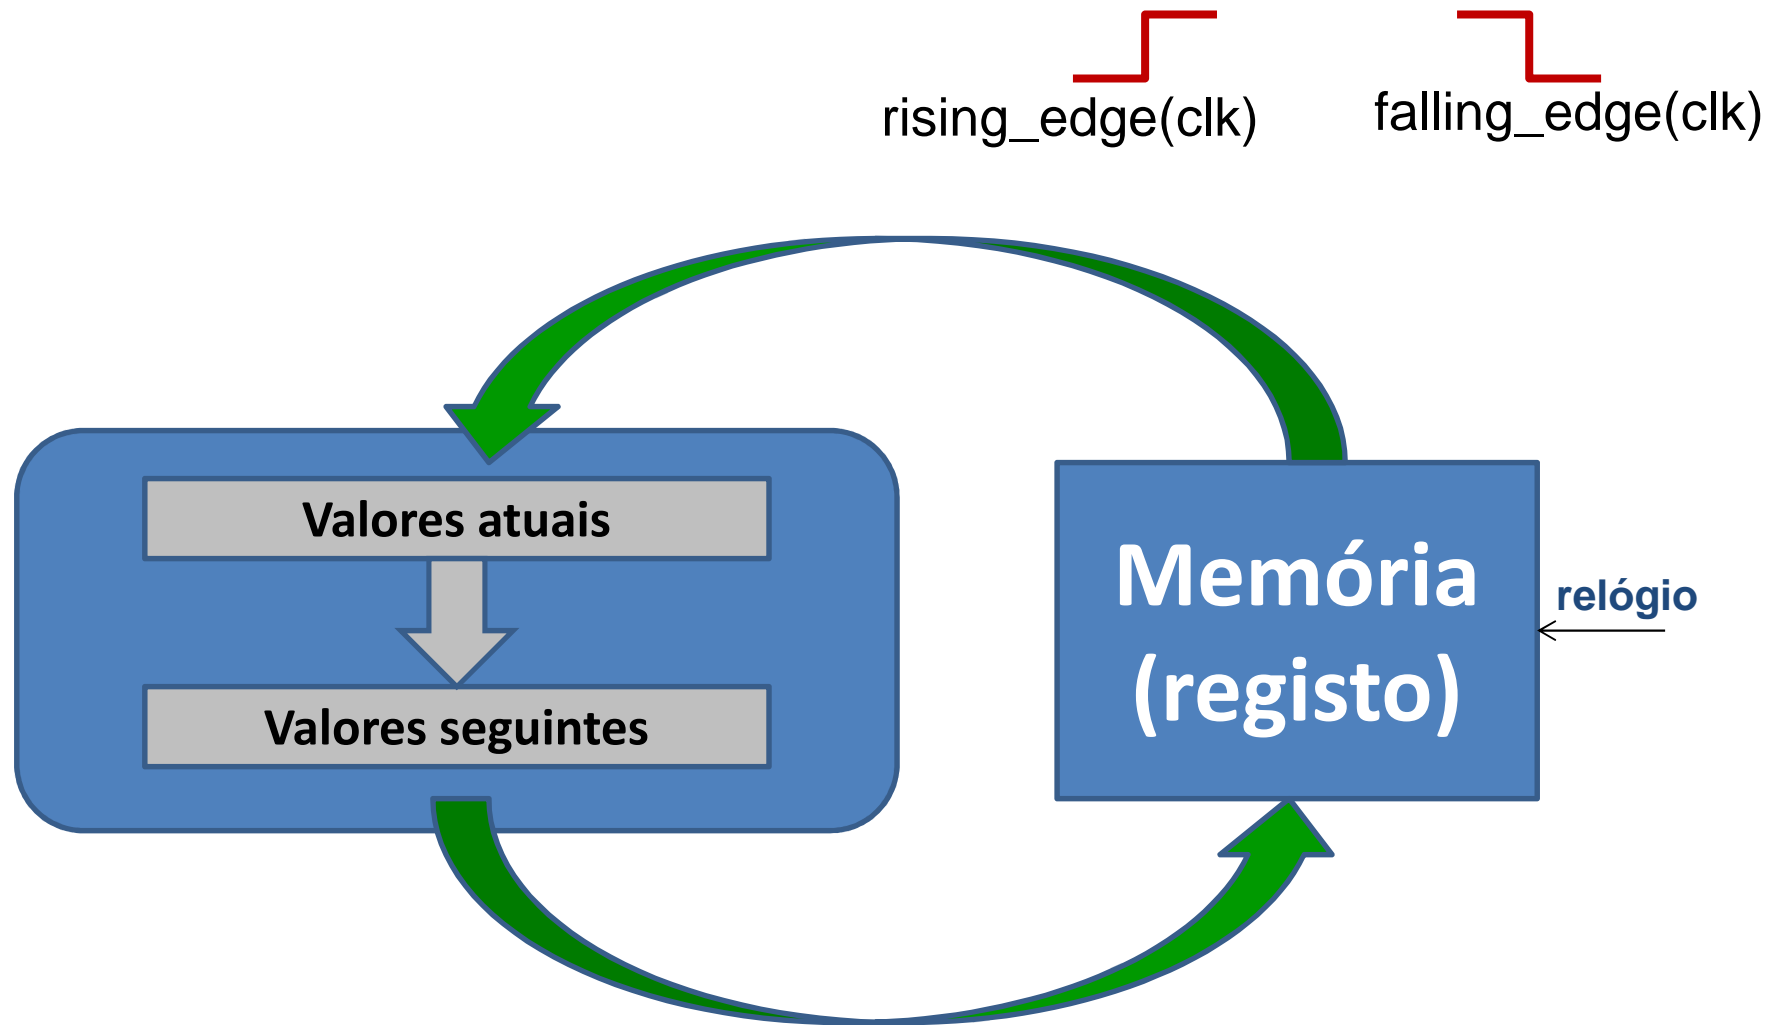 rising_edge(clk)
falling_edge(clk)
Valores atuais
Valores seguintes
Memória
(registo)
relógio